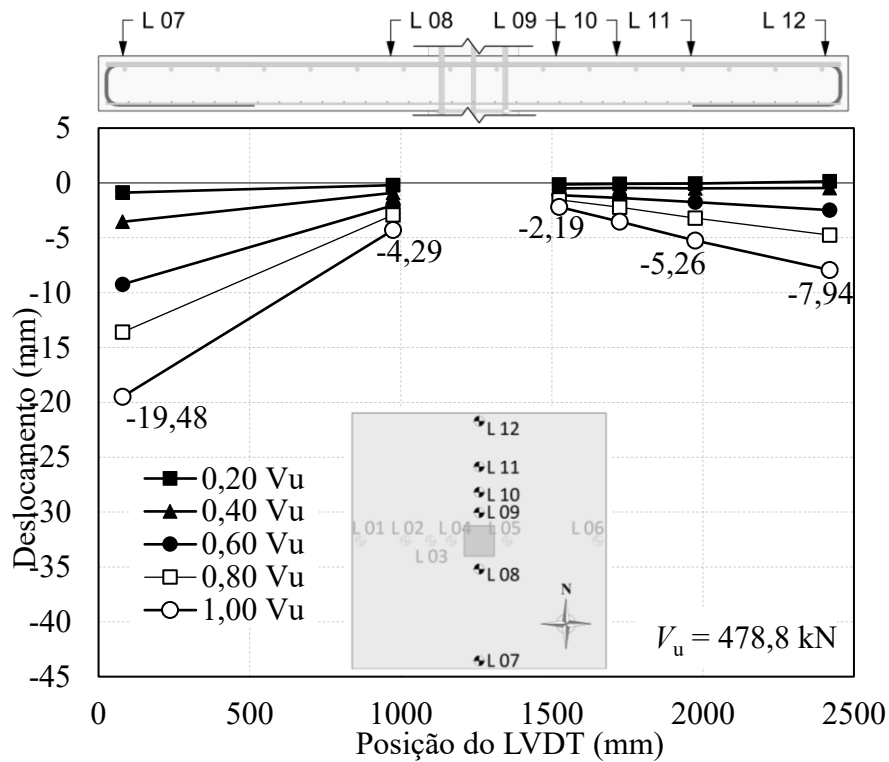 L 07 L 08 L 09 L 10 L 11 L 12
5
0
-5
-10
-15
-20
-25
-30
-35
-40
-45
Deslocamento (mm)
-19,48
-4,29
-2,19
-5,26
-7,94
0,20 Vu
0,40 Vu
0,60 Vu
0,80 Vu
1,00 Vu
L 12
L 11
L 10
L 09
L 01 L 02 L 04 L 05 L 06
L 03
L 08
N
L 07
Vu = 478,8 kN
0 500 1000 1500 2000 2500
Posição do LVDT (mm)